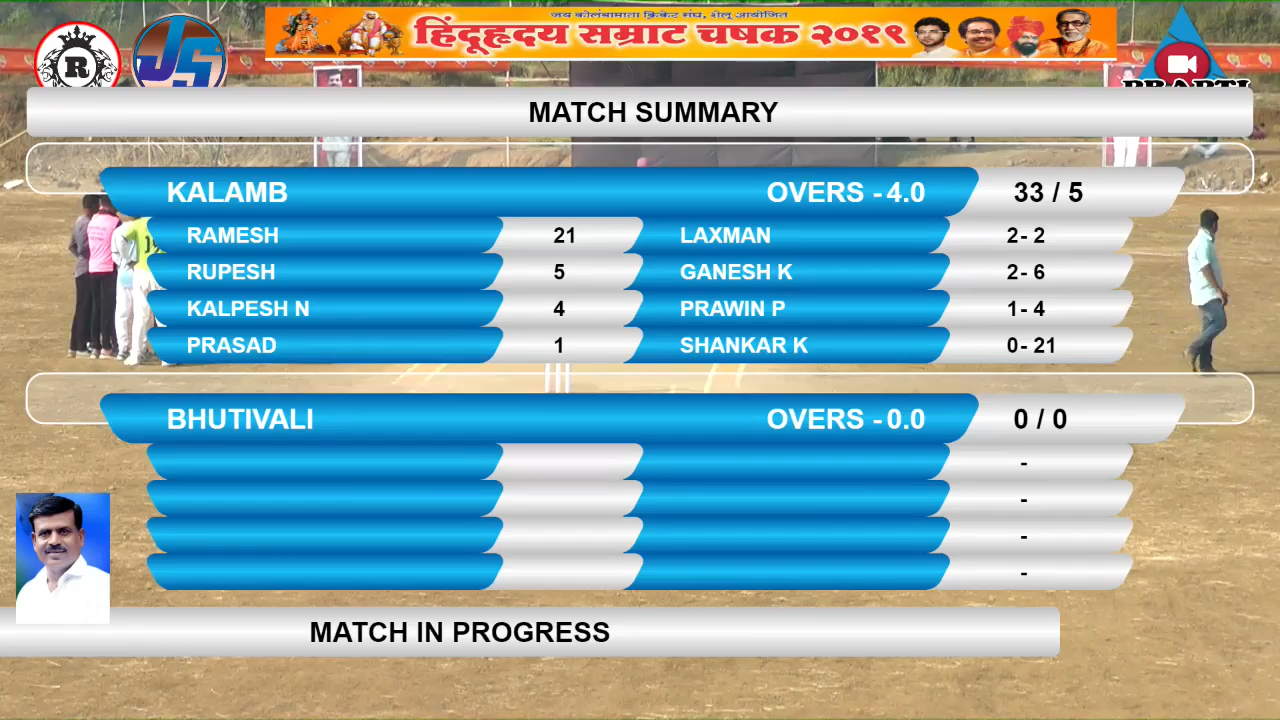 जय कोलंबामाता क्रिकेट संघ, शेलू आयोजित
हिंदूहृदय सम्राट चषक २०१९
R
JS
MATCH SUMMARY
KALAMB OVERS - 4.0 33 / 5
RAMESH 21 LAXMAN 2 - 2
RUPESH 5 GANESH K 2 - 6
KALPESH N 4 PRAWIN P 1 - 4
PRASAD 1 SHANKAR K 0 - 21
BHUTIVALI OVERS - 0.0 0 / 0
-
-
-
-
MATCH IN PROGRESS